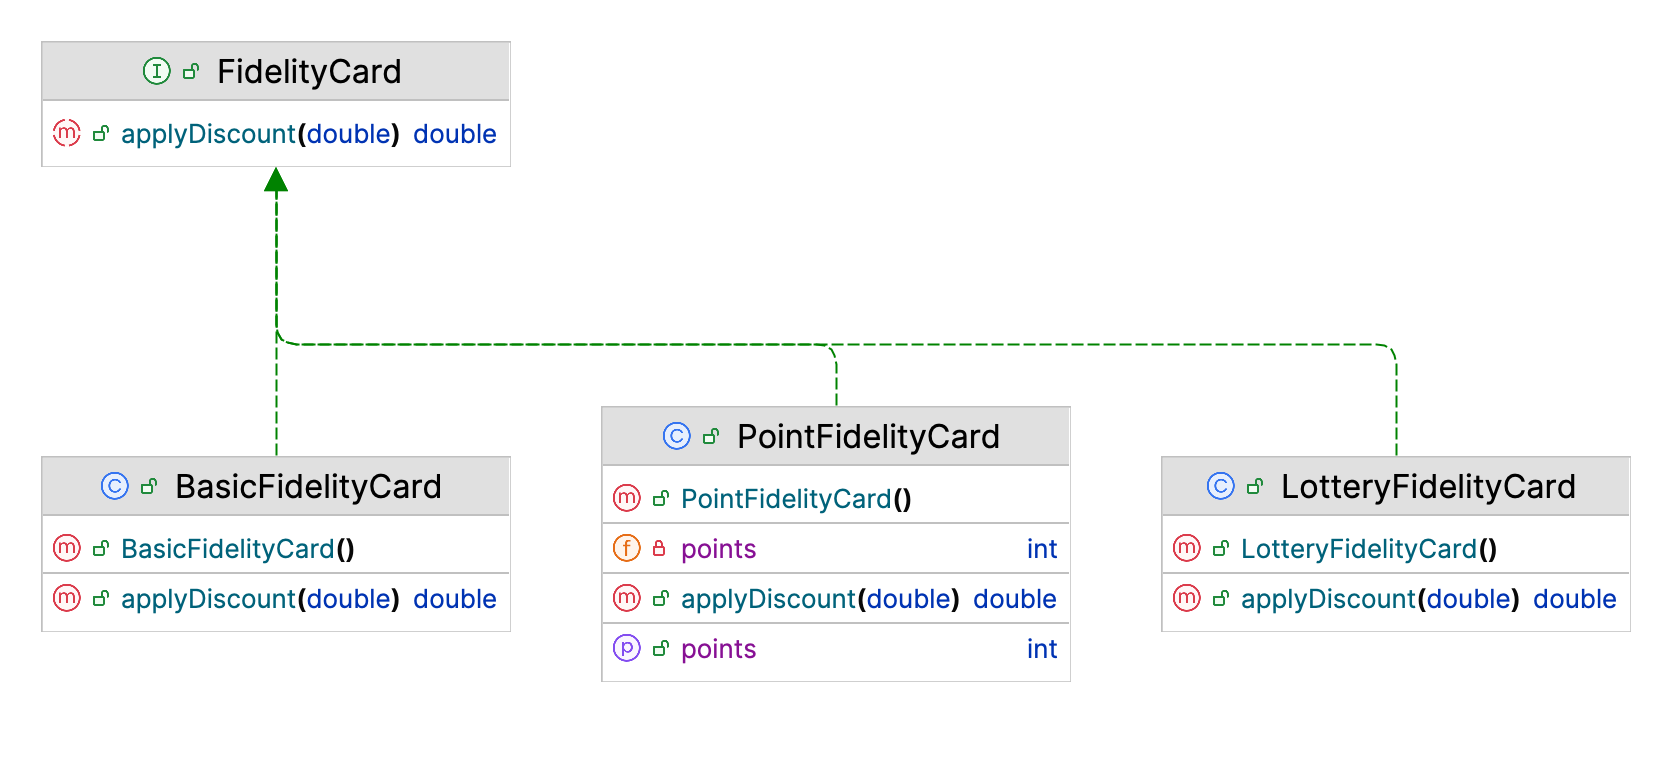 I FidelityCard
m applyDiscount(double) double
C BasicFidelityCard
m BasicFidelityCard()
m applyDiscount(double) double
C PointFidelityCard
m PointFidelityCard()
f points int
m applyDiscount(double) double
p points int
C LotteryFidelityCard
m LotteryFidelityCard()
m applyDiscount(double) double